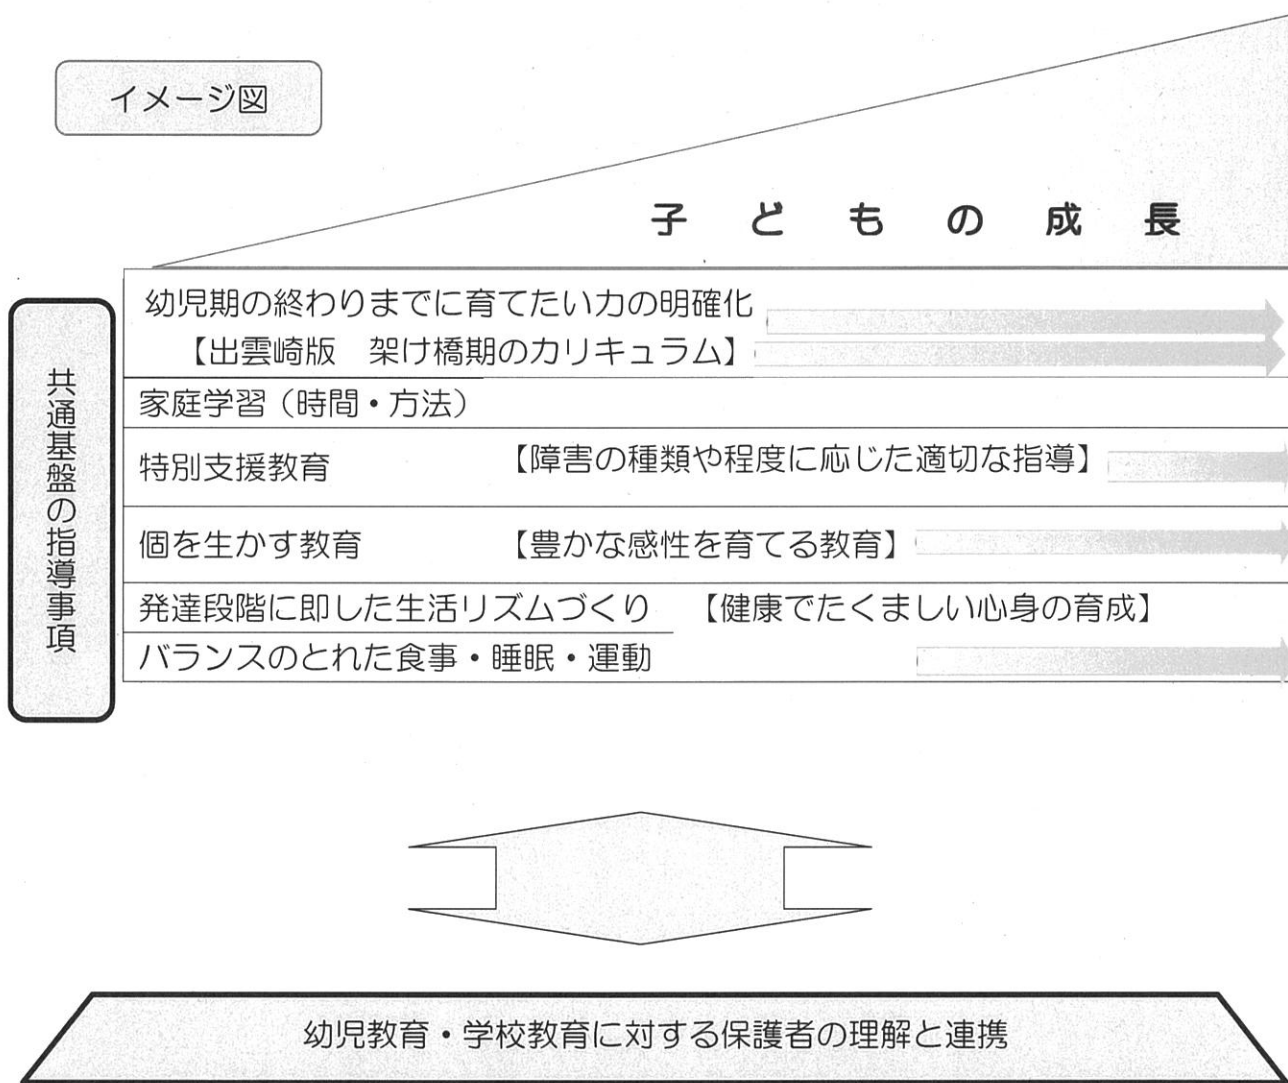 イメージ図
子どもの成長
共通基盤の指導事項
幼児期の終わりまでに育てたい力の明確化
【出雲崎版　架け橋期のカリキュラム】
家庭学習（時間・方法）
特別支援教育　【障害の種類や程度に応じた適切な指導】
個を生かす教育　【豊かな感性を育てる教育】
発達段階に即した生活リズムづくり　【健康でたくましい心身の育成】
バランスのとれた食事・睡眠・運動
幼児教育・学校教育に対する保護者の理解と連携